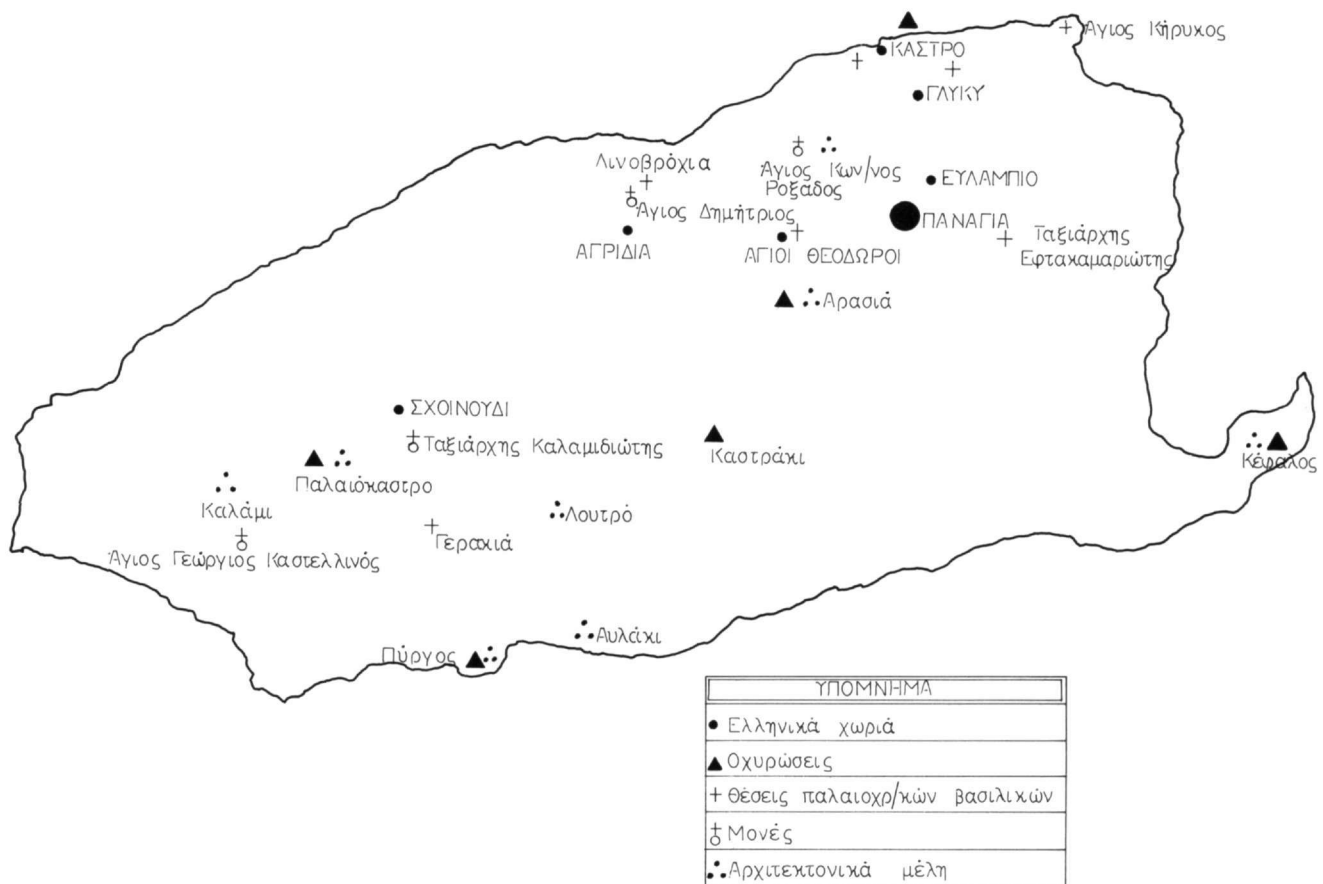 Άγιος Κήρυκος
ΚΑΣΤΡΟ
ΓΛΥΚΥ
Λινοβρόχια
Άγιος Κων/νος
Ροξάδος
ΕΥΛΑΜΠΙΟ
Άγιος Δημήτριος
ΠΑΝΑΓΙΑ
ΑΓΡΙΔΙΑ
ΑΓΙΟΙ ΘΕΟΔΩΡΟΙ
Ταξιάρχης
Εφτακαμαριώτης
Αρασιά
ΣΧΟΙΝΟΥΔΙ
Ταξιάρχης Καλαμιδιώτης
Καστράκι
Κέφαλος
Παλαιόκαστρο
Καλάμι
Λουτρό
Γερακιά
Άγιος Γεώργιος Καστελλινός
Αυλάκι
Πύργος
ΥΠΟΜΝΗΜΑ
Ελληνικά χωριά
Οχυρώσεις
Θέσεις παλαιοχρ/κών βασιλικών
Μονές
Αρχιτεκτονικά μέλη